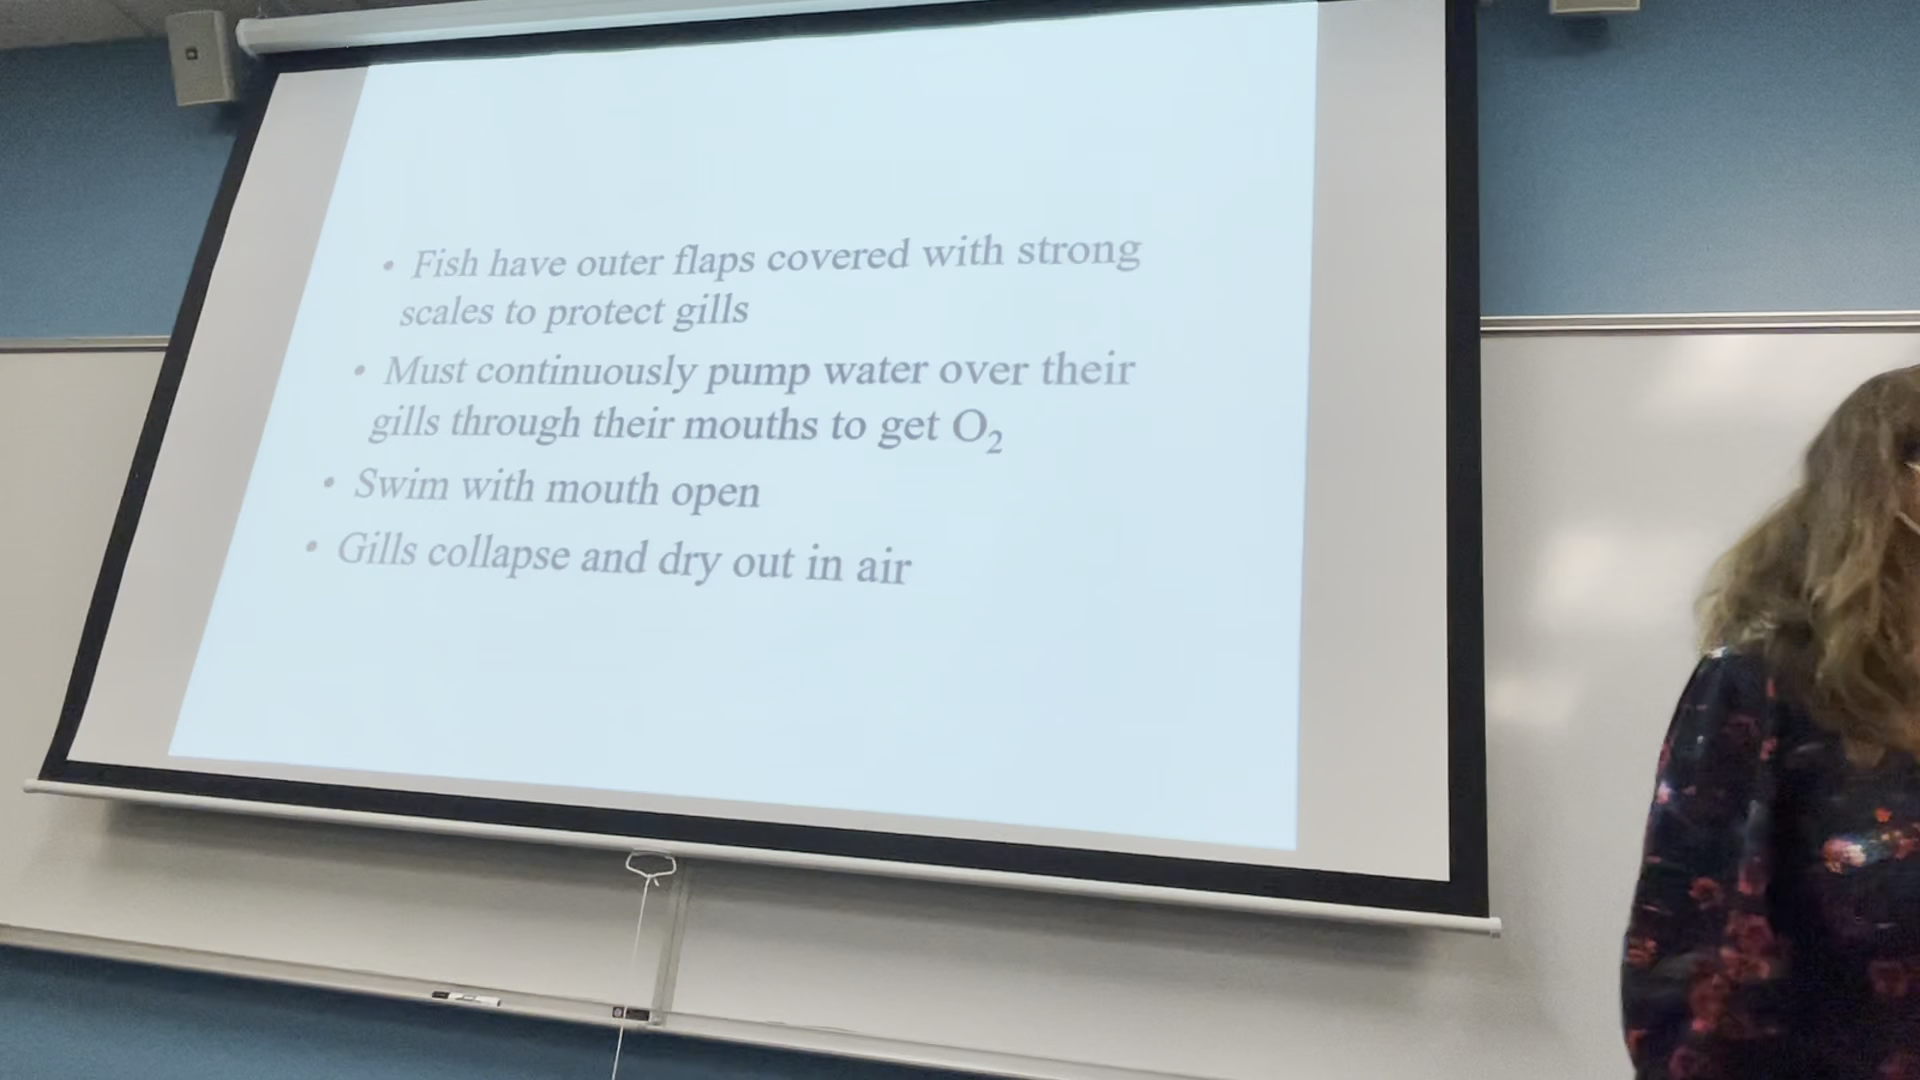 • Fish have outer flaps covered with strong
scales to protect gills
• Must continuously pump water over their
gills through their mouths to get O₂
• Swim with mouth open
• Gills collapse and dry out in air